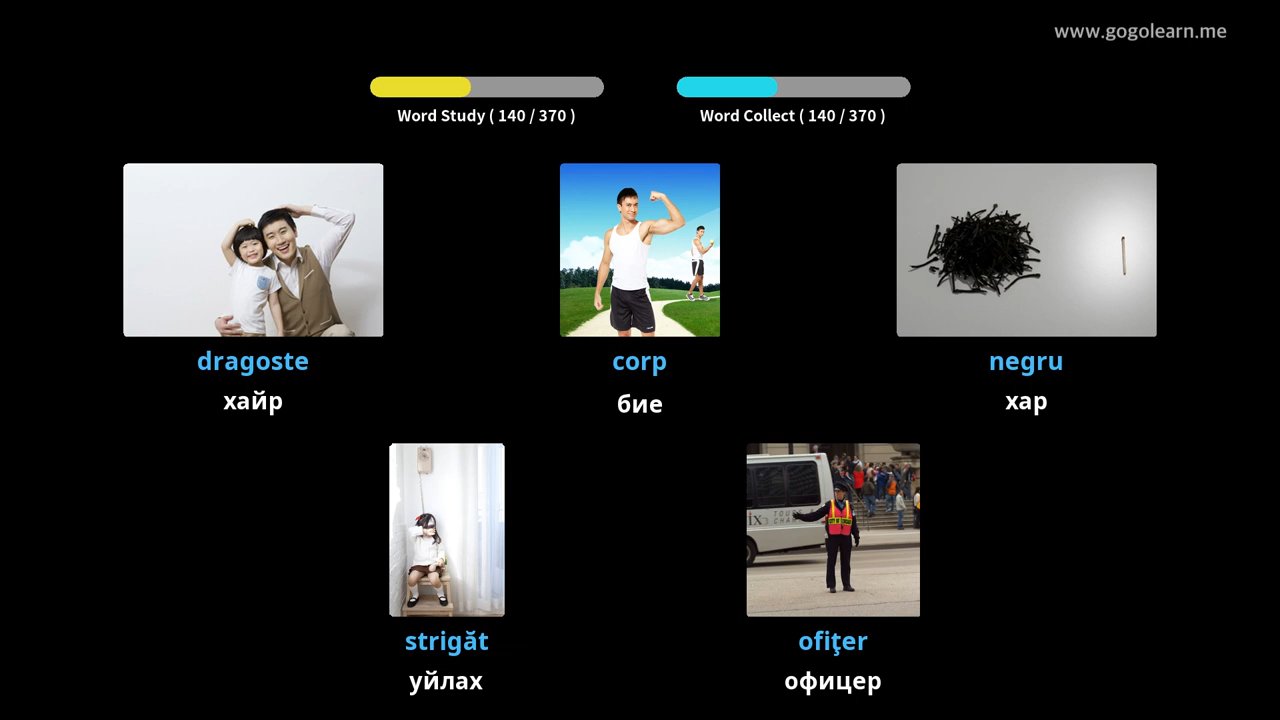 www.gogolearn.me
Word Study ( 140 / 370 )
Word Collect ( 140 / 370 )
dragoste
хайр
corp
бие
negru
хар
strigăt
уйлах
ofiţer
офицер